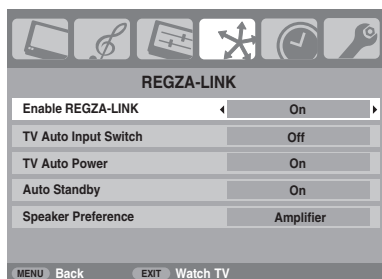 REGZA-LINK
Enable REGZA-LINK On
TV Auto Input Switch Off
TV Auto Power On
Auto Standby On
Speaker Preference Amplifier
MENU Back EXIT Watch TV